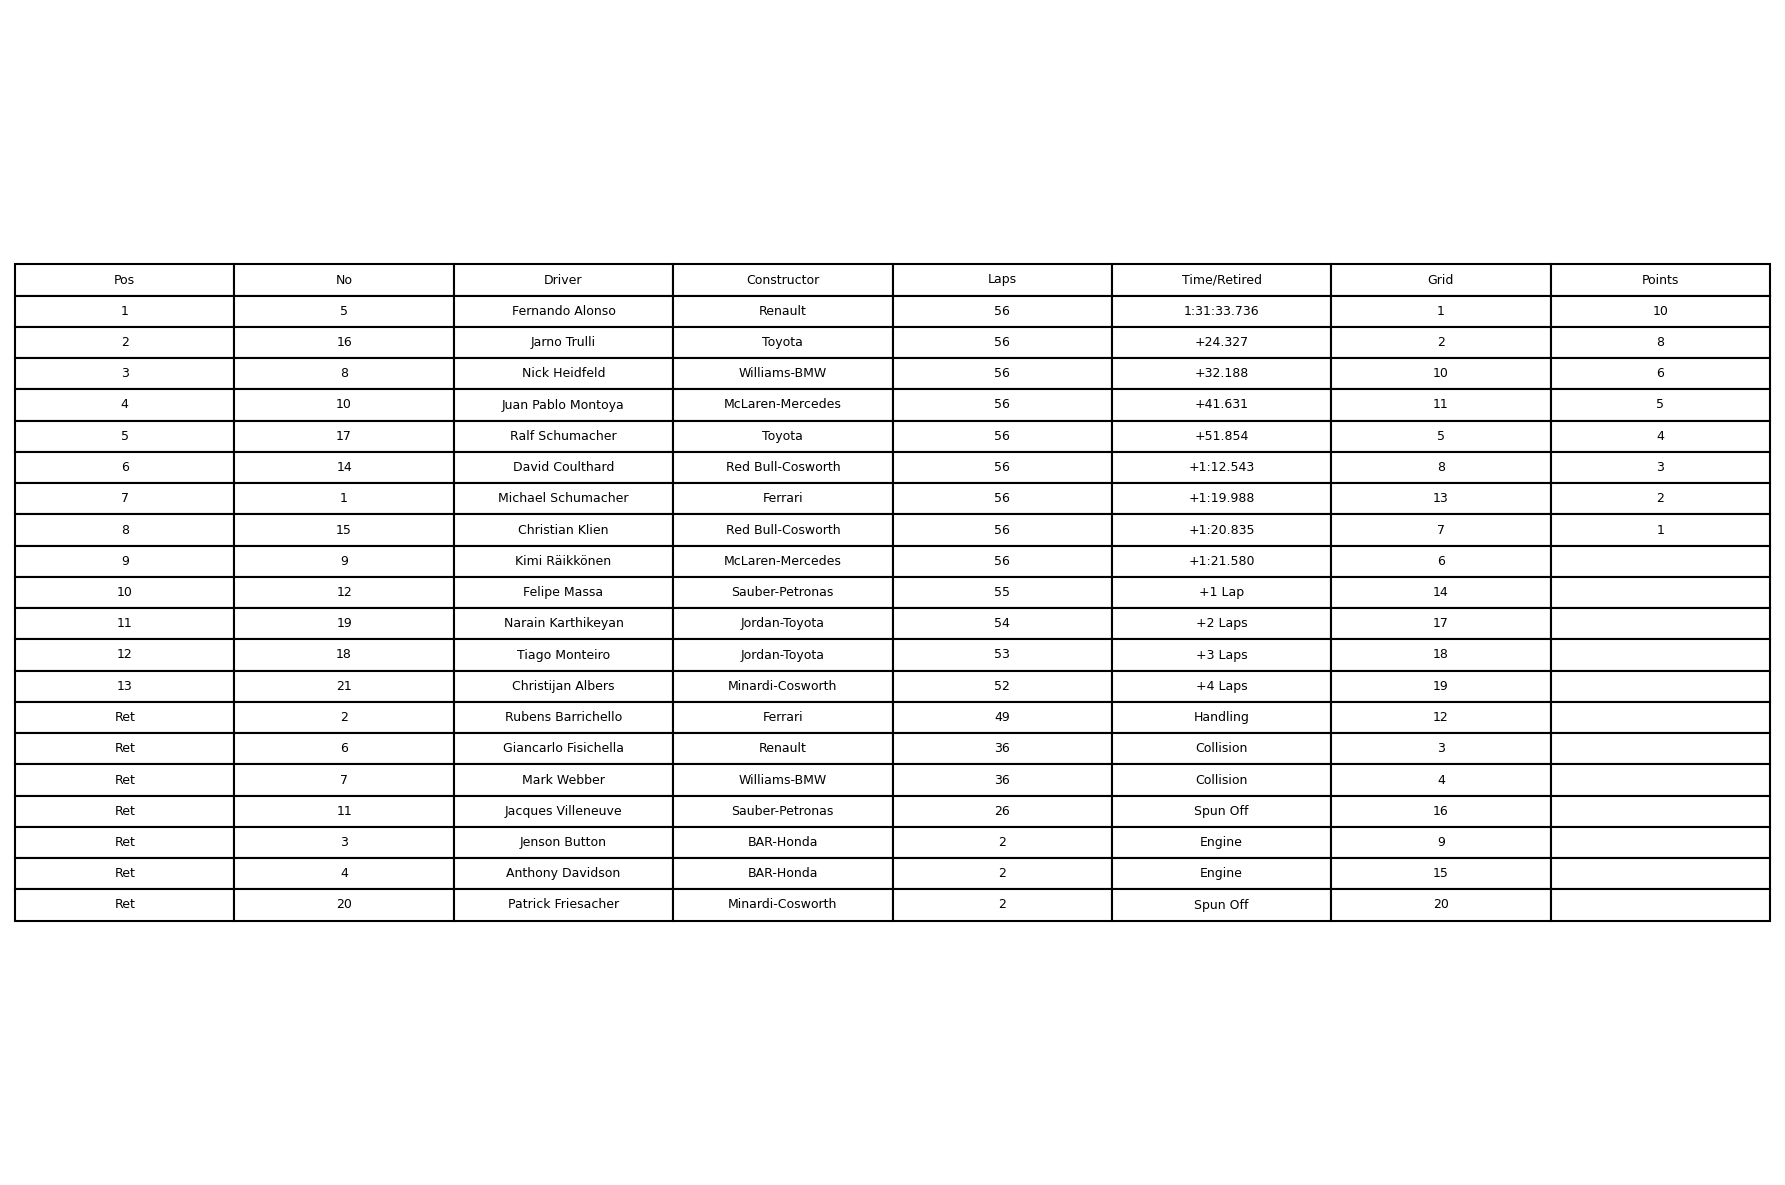 Pos No Driver Constructor Laps Time/Retired Grid Points
1 5 Fernando Alonso Renault 56 1:31:33.736 1 10
2 16 Jarno Trulli Toyota 56 +24.327 2 8
3 8 Nick Heidfeld Williams-BMW 56 +32.188 10 6
4 10 Juan Pablo Montoya McLaren-Mercedes 56 +41.631 11 5
5 17 Ralf Schumacher Toyota 56 +51.854 5 4
6 14 David Coulthard Red Bull-Cosworth 56 +1:12.543 8 3
7 1 Michael Schumacher Ferrari 56 +1:19.988 13 2
8 15 Christian Klien Red Bull-Cosworth 56 +1:20.835 7 1
9 9 Kimi Räikkönen McLaren-Mercedes 56 +1:21.580 6
10 12 Felipe Massa Sauber-Petronas 55 +1 Lap 14
11 19 Narain Karthikeyan Jordan-Toyota 54 +2 Laps 17
12 18 Tiago Monteiro Jordan-Toyota 53 +3 Laps 18
13 21 Christijan Albers Minardi-Cosworth 52 +4 Laps 19
Ret 2 Rubens Barrichello Ferrari 49 Handling 12
Ret 6 Giancarlo Fisichella Renault 36 Collision 3
Ret 7 Mark Webber Williams-BMW 36 Collision 4
Ret 11 Jacques Villeneuve Sauber-Petronas 26 Spun Off 16
Ret 3 Jenson Button BAR-Honda 2 Engine 9
Ret 4 Anthony Davidson BAR-Honda 2 Engine 15
Ret 20 Patrick Friesacher Minardi-Cosworth 2 Spun Off 20